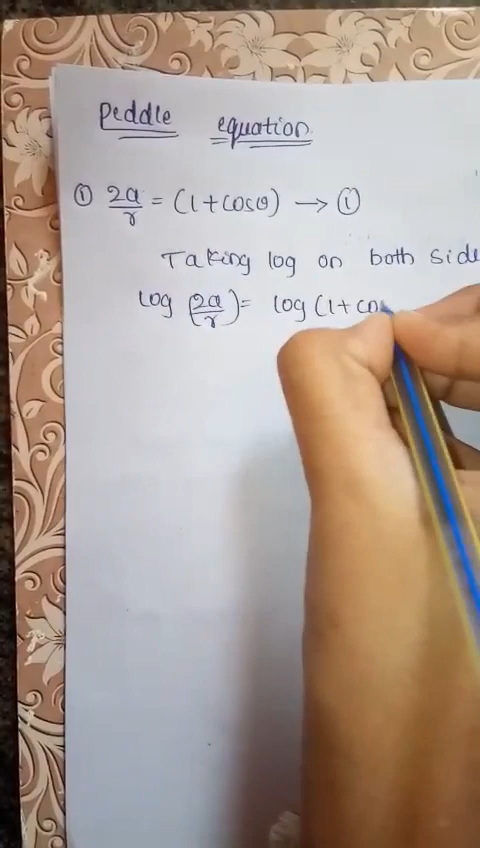 Peddle equation
① 2a/r = (1+cosθ) → ①
Taking log on both side
log (2a/r) = log (1+co